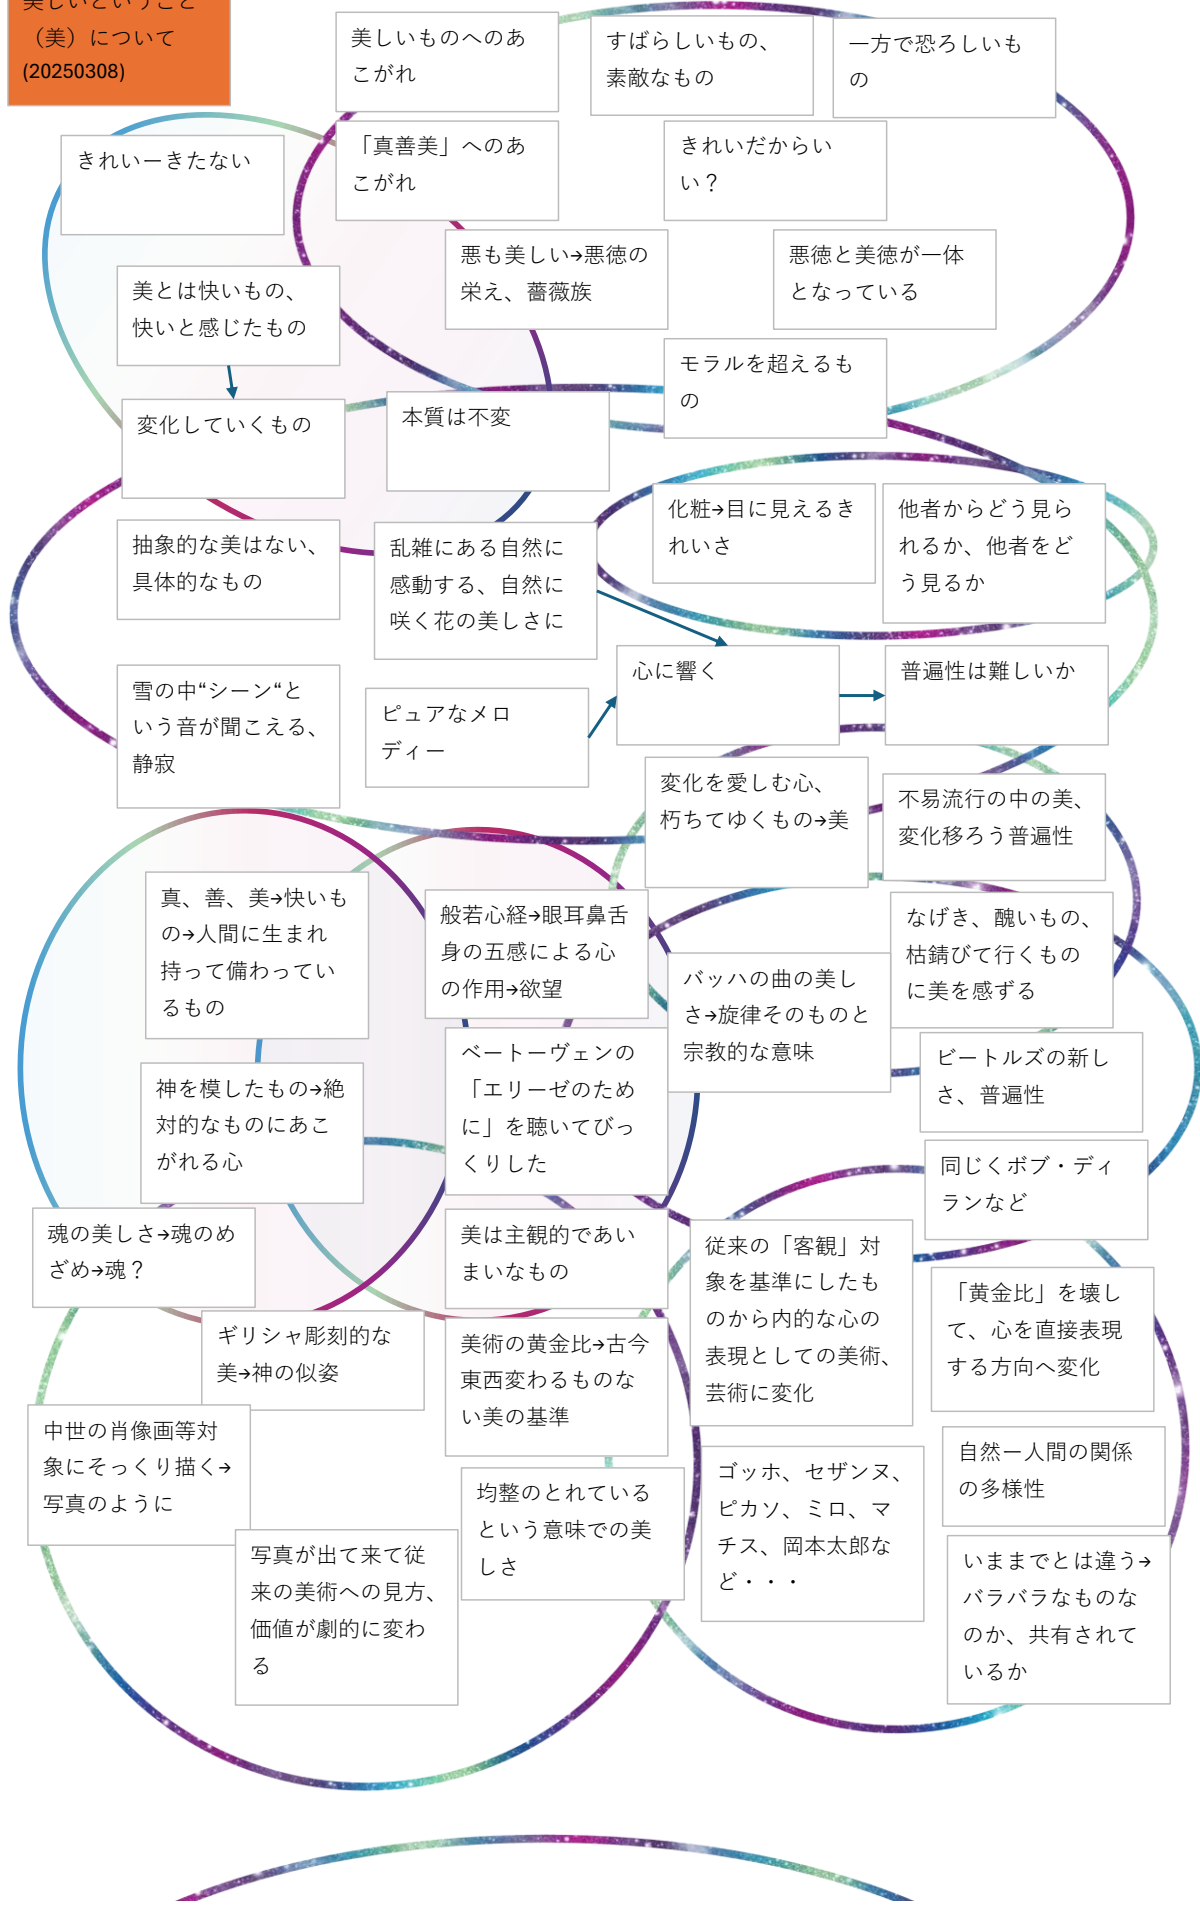 美しいということ
（美）について
(20250308)
美しいものへのあ
こがれ
すばらしいもの、
素敵なもの
一方で恐ろしいも
の
きれいーきたない
「真善美」へのあ
こがれ
きれいだからい
い？
悪も美しい→悪徳の
栄え、薔薇族
悪徳と美徳が一体
となっている
美とは快いもの、
快いと感じたもの
モラルを超えるも
の
変化していくもの
本質は不変
化粧→目に見えるき
れいさ
他者からどう見ら
れるか、他者をど
う見るか
抽象的な美はない、
具体的なもの
乱雑にある自然に
感動する、自然に
咲く花の美しさに
心に響く
普遍性は難しいか
雪の中“シーン“と
いう音が聞こえる、
静寂
ピュアなメロ
ディー
変化を愛しむ心、
朽ちてゆくもの→美
不易流行の中の美、
変化移ろう普遍性
真、善、美→快いも
の→人間に生まれ
持って備わってい
るもの
般若心経→眼耳鼻舌
身の五感による心
の作用→欲望
なげき、醜いもの、
枯錆びて行くもの
に美を感ずる
バッハの曲の美し
さ→旋律そのものと
宗教的な意味
ベートーヴェンの
「エリーゼのため
に」を聴いてびっ
くりした
ビートルズの新し
さ、普遍性
神を模したもの→絶
対的なものにあこ
がれる心
同じくボブ・ディ
ランなど
魂の美しさ→魂のめ
ざめ→魂？
美は主観的であい
まいなもの
従来の「客観」対
象を基準にしたも
のから内的な心の
表現としての美術、
芸術に変化
「黄金比」を壊し
て、心を直接表現
する方向へ変化
ギリシャ彫刻的な
美→神の似姿
美術の黄金比→古今
東西変わるものな
い美の基準
中世の肖像画等対
象にそっくり描く→
写真のように
自然ー人間の関係
の多様性
ゴッホ、セザンヌ、
ピカソ、ミロ、マ
チス、岡本太郎な
ど・・・
均整のとれている
という意味での美
しさ
写真が出て来て従
来の美術への見方、
価値が劇的に変わ
る
いままでとは違う→
バラバラなものな
のか、共有されて
いるか